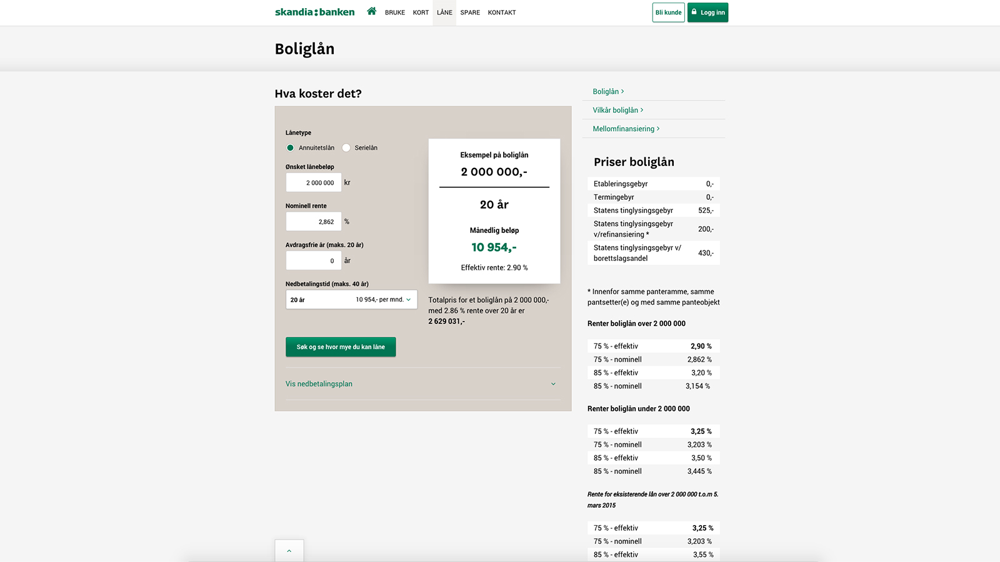 skandia:banken
BRUKE
KORT
LÅNE
SPARE
KONTAKT
Bli kunde
Logg inn
Boliglån
Hva koster det?
Lånetype
Annuitetslån
Serielån
Ønsket lånebeløp
2 000 000 kr
Nominell rente
2,862 %
Avdragsfrie år (maks. 20 år)
0 år
Nedbetalingstid (maks. 40 år)
20 år 10 954,- per mnd.
Søk og se hvor mye du kan låne
Vis nedbetalingsplan
Eksempel på boliglån
2 000 000,-
20 år
Månedlig beløp
10 954,-
Effektiv rente: 2.90 %
Totalpris for et boliglån på 2 000 000,-
med 2.86 % rente over 20 år er
2 629 031,-
Boliglån
Vilkår boliglån
Mellomfinansiering
Priser boliglån
Etableringsgebyr 0,-
Termingebyr 0,-
Statens tinglysingsgebyr 525,-
Statens tinglysingsgebyr
v/refinansiering * 200,-
Statens tinglysingsgebyr v/
borettslagsandel 430,-
* Innenfor samme panteramme, samme
pantsetter(e) og med samme panteobjekt
Renter boliglån over 2 000 000
75 % - effektiv 2,90 %
75 % - nominell 2,862 %
85 % - effektiv 3,20 %
85 % - nominell 3,154 %
Renter boliglån under 2 000 000
75 % - effektiv 3,25 %
75 % - nominell 3,203 %
85 % - effektiv 3,50 %
85 % - nominell 3,445 %
Rente for eksisterende lån over 2 000 000 t.o.m 5.
mars 2015
75 % - effektiv 3,25 %
75 % - nominell 3,203 %
85 % - effektiv 3,55 %